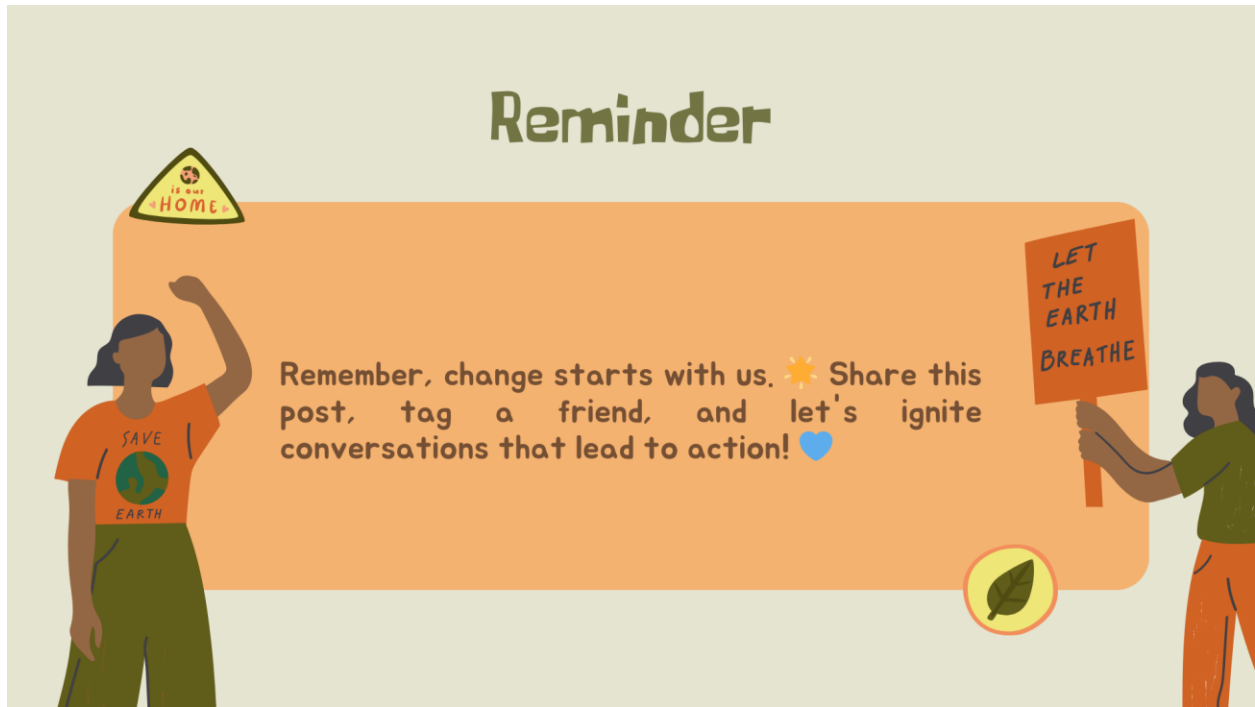 Reminder
is our
HOME
Remember, change starts with us. 🌟 Share this
post, tag a friend, and let's ignite
conversations that lead to action! 💙
LET
THE
EARTH
BREATHE
SAVE
EARTH